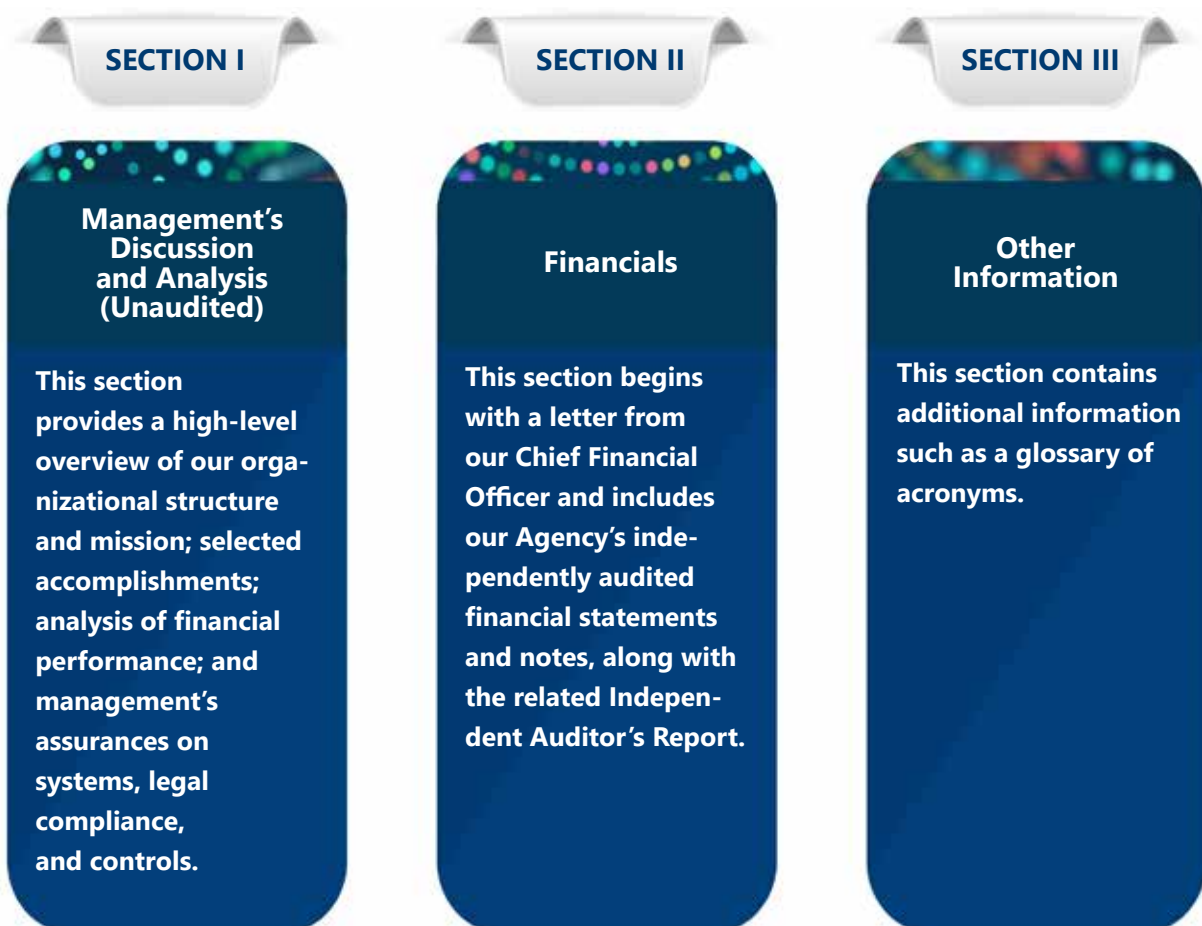 SECTION I
Management’s
Discussion
and Analysis
(Unaudited)
This section
provides a high-level
overview of our orga-
nizational structure
and mission; selected
accomplishments;
analysis of financial
performance; and
management’s
assurances on
systems, legal
compliance,
and controls.
SECTION II
Financials
This section begins
with a letter from
our Chief Financial
Officer and includes
our Agency’s inde-
pendently audited
financial statements
and notes, along with
the related Indepen-
dent Auditor’s Report.
SECTION III
Other
Information
This section contains
additional information
such as a glossary of
acronyms.